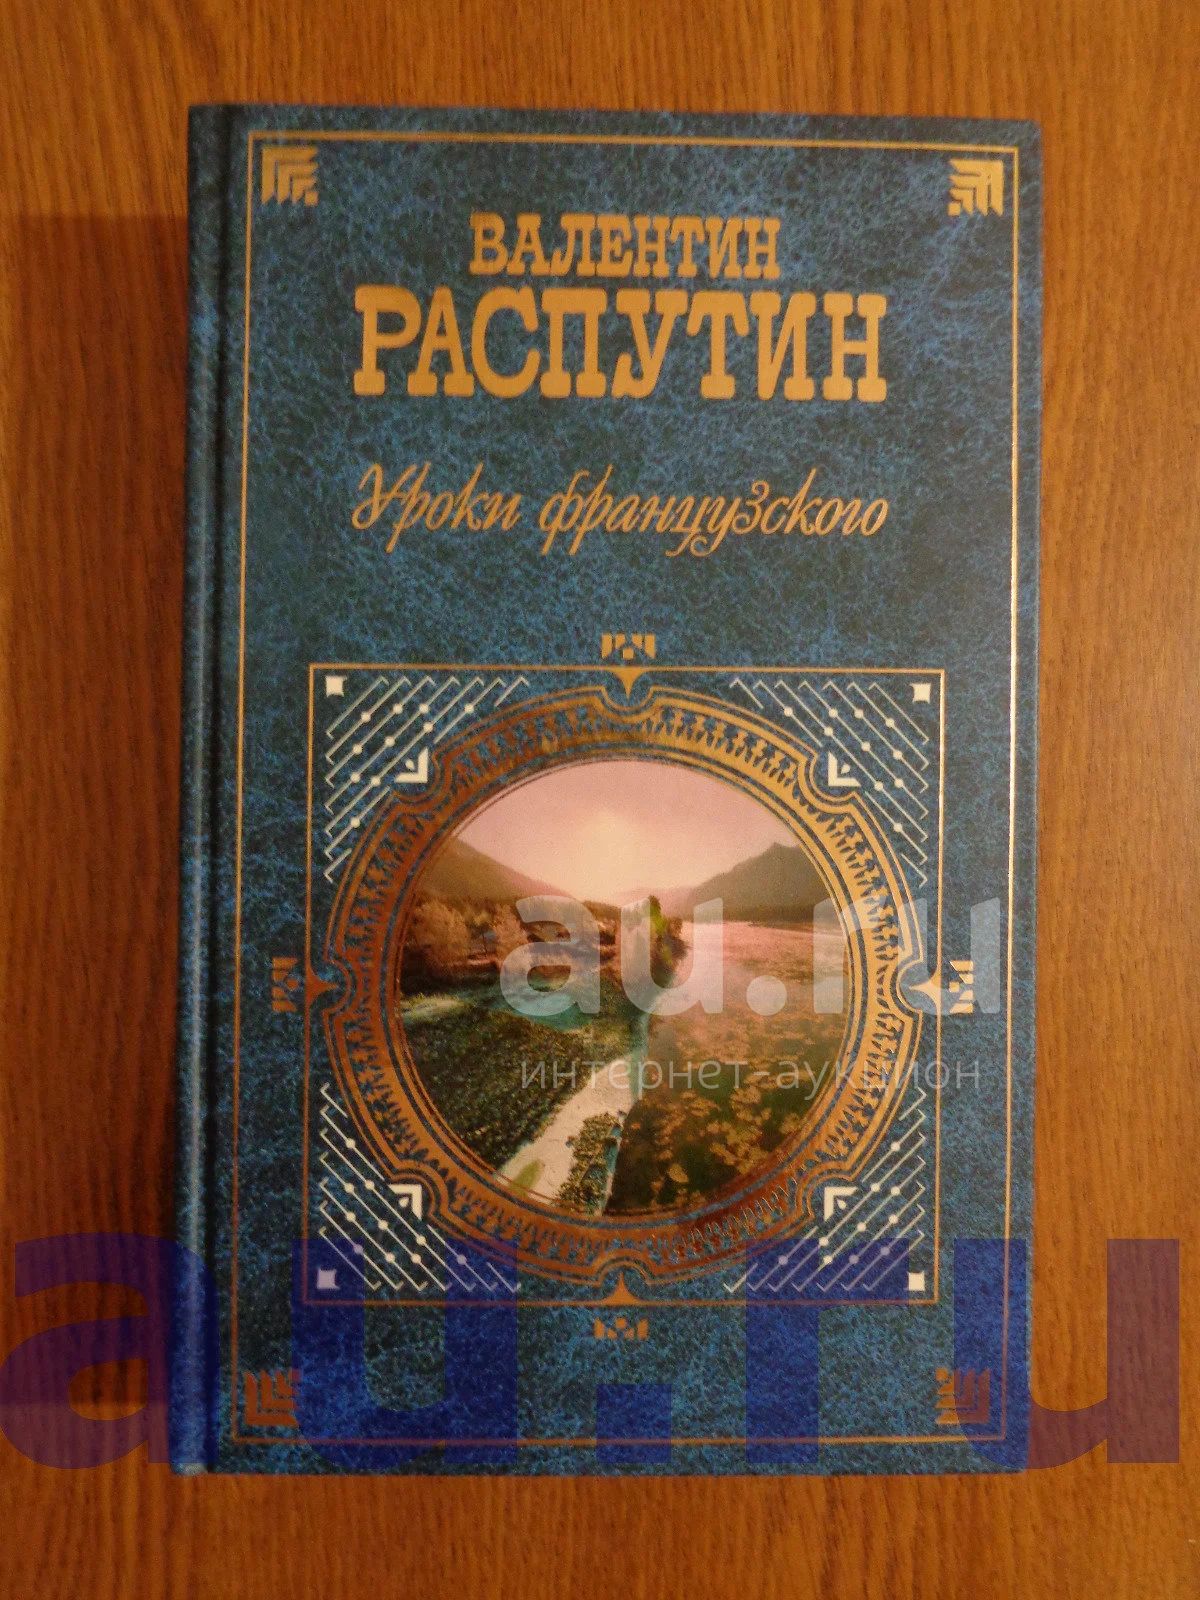 ВАЛЕНТИН
РАСПУТИН
Уроки французского
au.ru
интернет-аукцион
au.ru